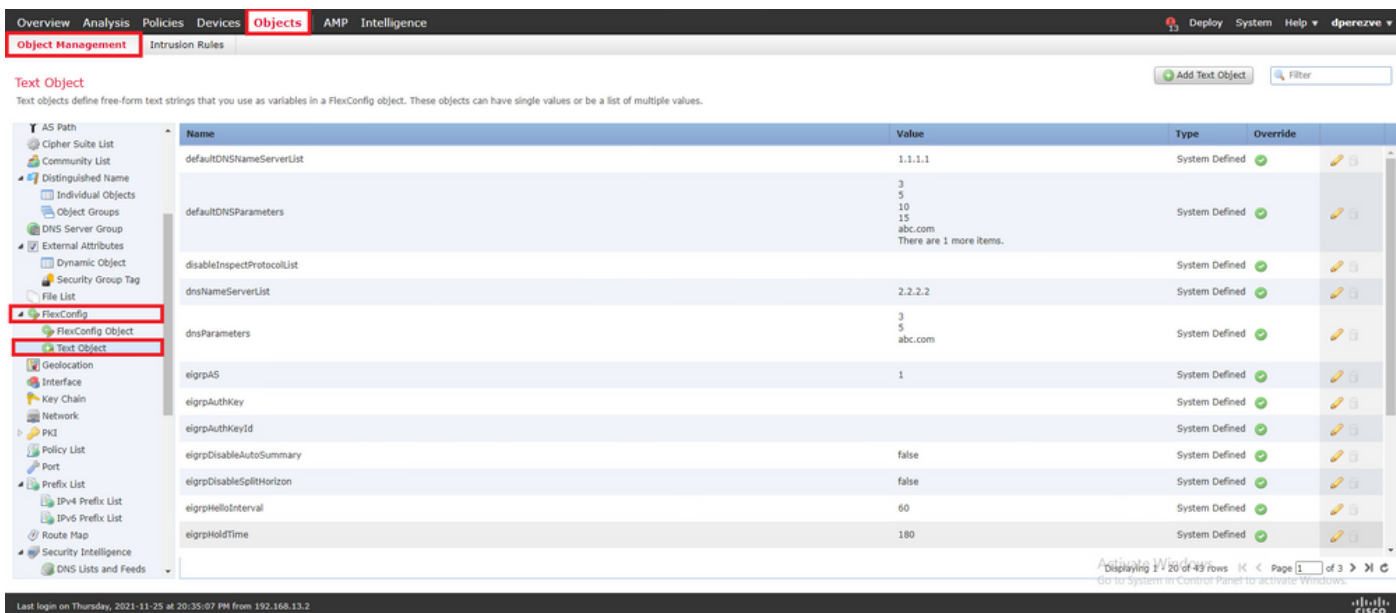 Overview Analysis Policies Devices Objects AMP Intelligence 13 Deploy System Help dperezve
Object Management Intrusion Rules
Text Object
Add Text Object Filter
Text objects define free-form text strings that you use as variables in a FlexConfig object. These objects can have single values or be a list of multiple values.
AS Path
Cipher Suite List
Community List
Distinguished Name
Individual Objects
Object Groups
DNS Server Group
External Attributes
Dynamic Object
Security Group Tag
File List
FlexConfig
FlexConfig Object
Text Object
Geolocation
Interface
Key Chain
Network
PKI
Policy List
Port
Prefix List
IPv4 Prefix List
IPv6 Prefix List
Route Map
Security Intelligence
DNS Lists and Feeds
Name Value Type Override
defaultDNSNameServerList 1.1.1.1 System Defined
defaultDNSParameters System Defined
3
5
10
15
abc.com
There are 1 more items.
disableInspectProtocolList System Defined
dnsNameServerList 2.2.2.2 System Defined
dnsParameters System Defined
3
5
abc.com
eigrpAS 1 System Defined
eigrpAuthKey System Defined
eigrpAuthKeyId System Defined
eigrpDisableAutoSummary false System Defined
eigrpDisableSplitHorizon false System Defined
eigrpHelloInterval 60 System Defined
eigrpHoldTime 180 System Defined
Activate Windows
Displaying 1 - 20 of 49 rows Page 1 of 3
Go to System in Control Panel to activate Windows.
Last login on Thursday, 2021-11-25 at 20:35:07 PM from 192.168.13.2
CISCO